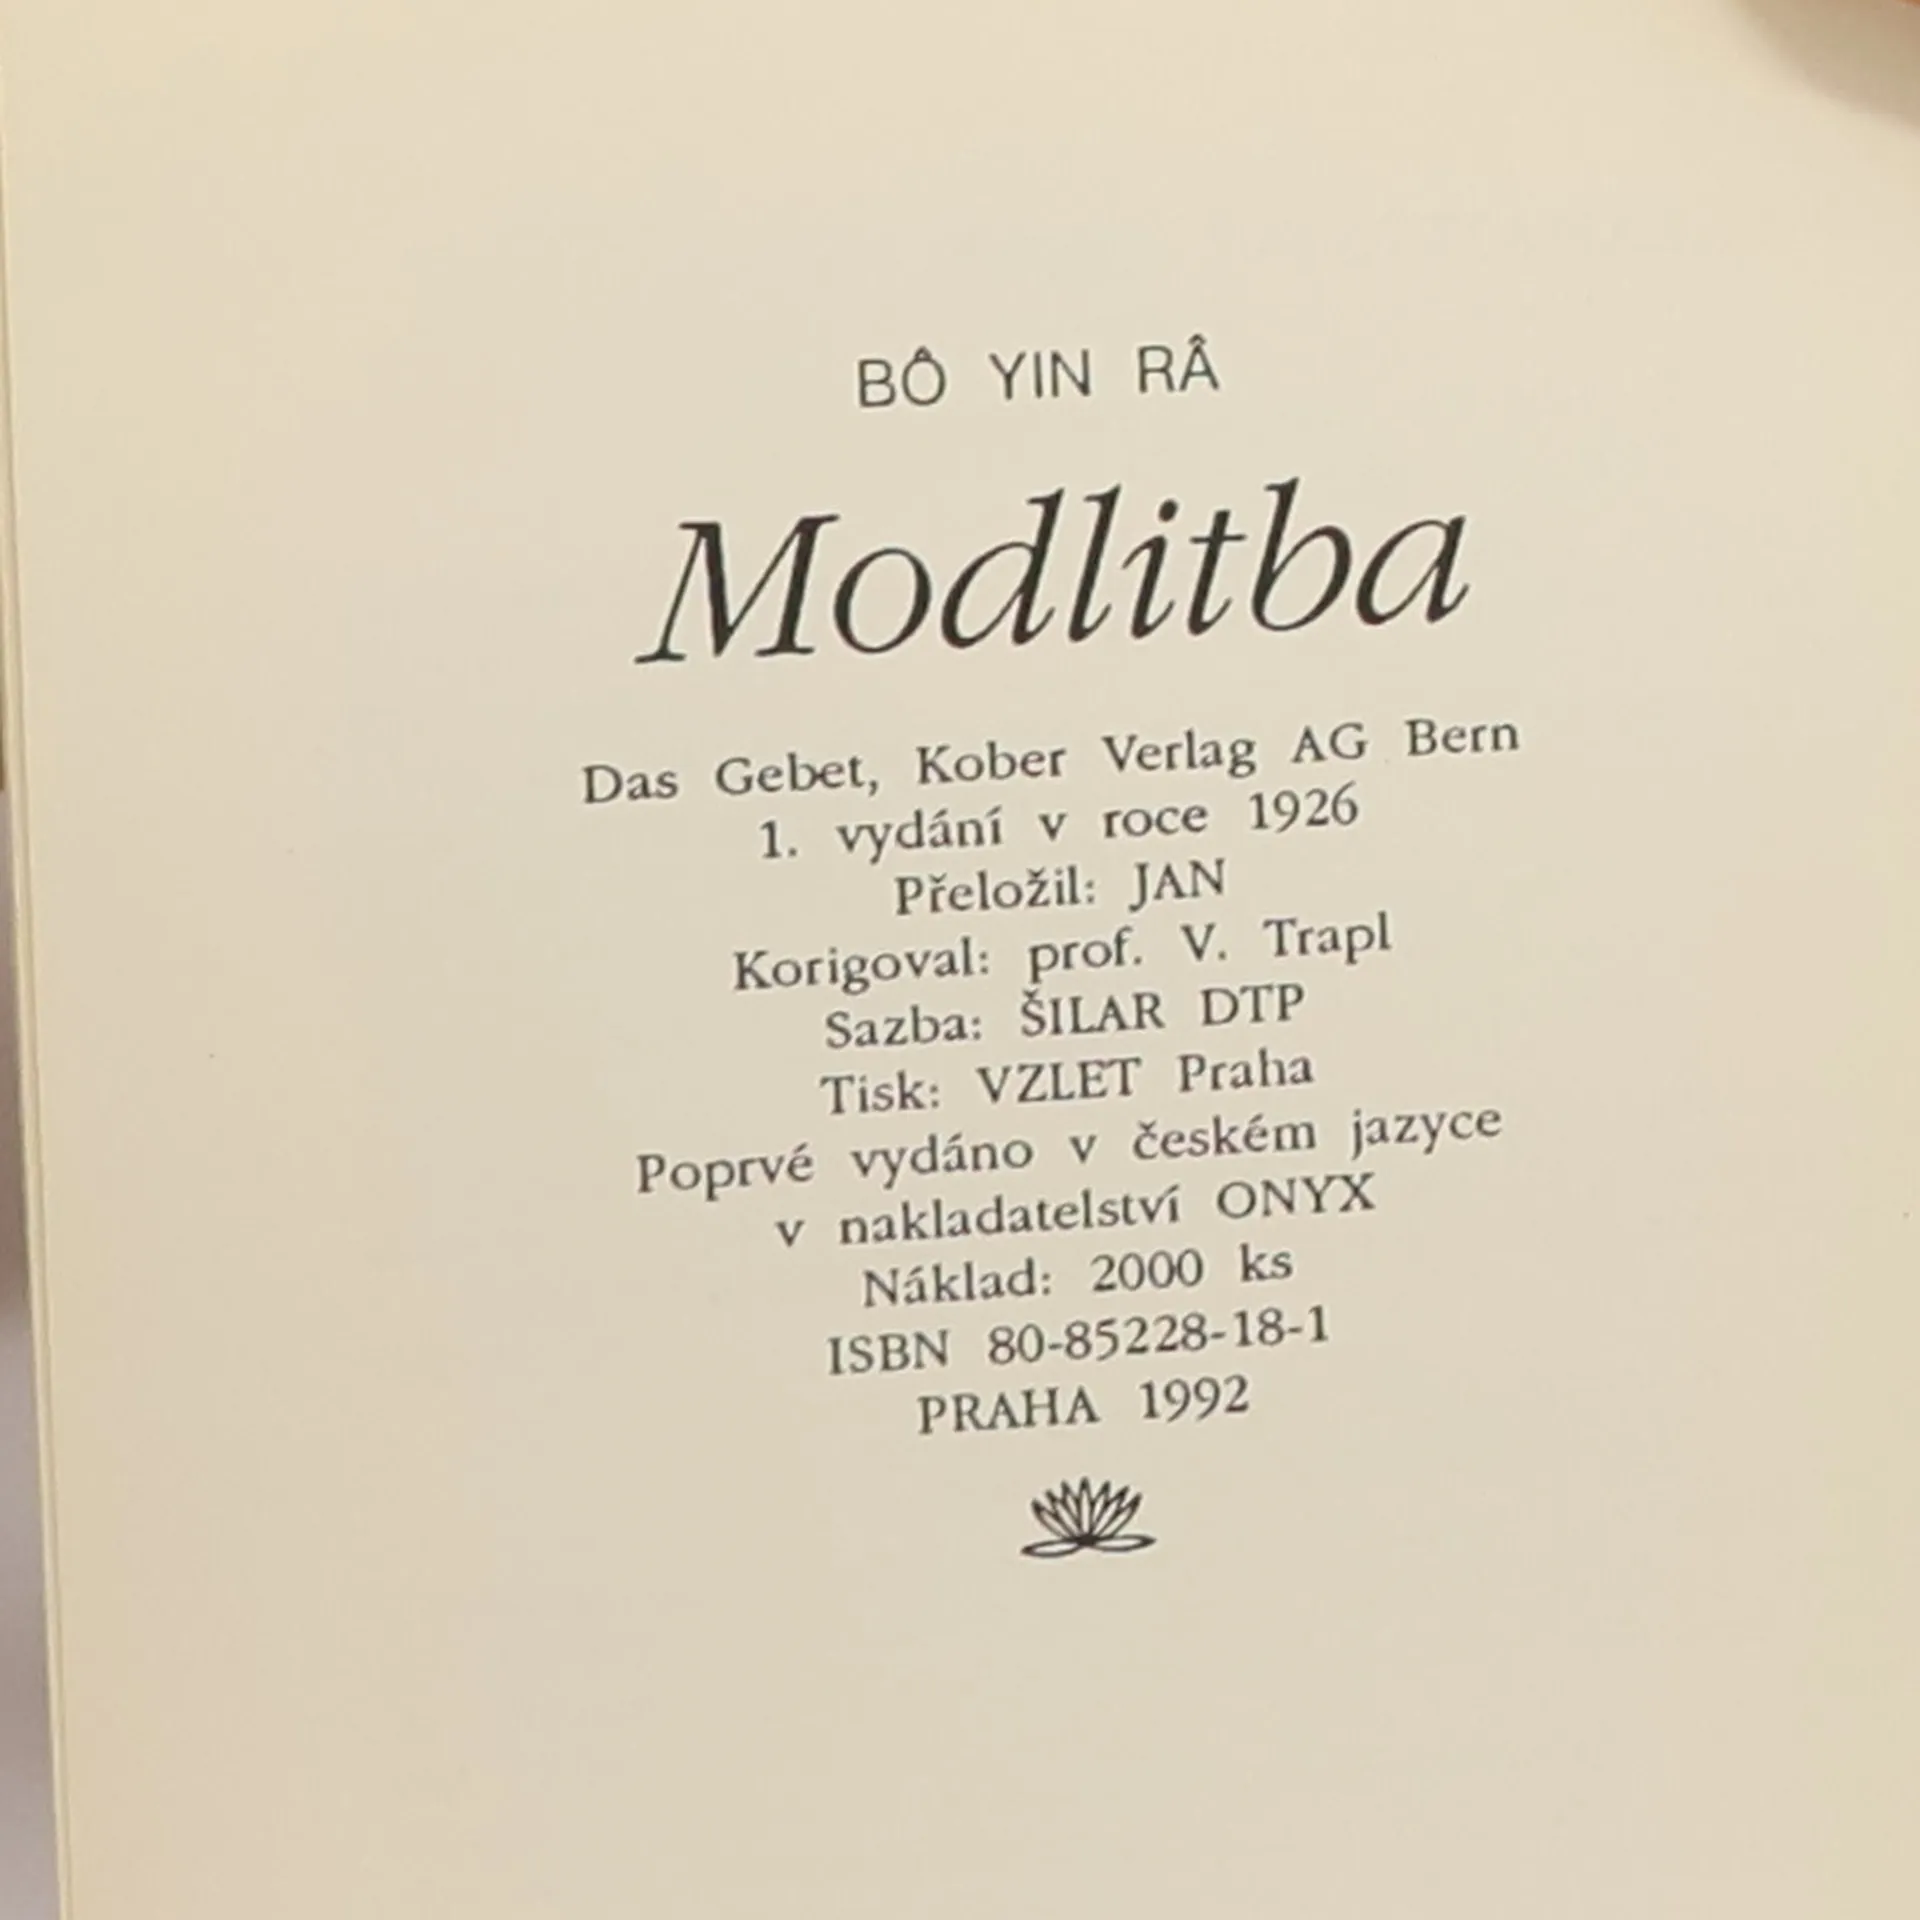 BÔ YIN RÂ
Modlitba
Das Gebet, Kober Verlag AG Bern
1. vydání v roce 1926
Přeložil: JAN
Korigoval: prof. V. Trapl
Sazba: ŠILAR DTP
Tisk: VZLET Praha
Poprvé vydáno v českém jazyce
v nakladatelství ONYX
Náklad: 2000 ks
ISBN 80-85228-18-1
PRAHA 1992